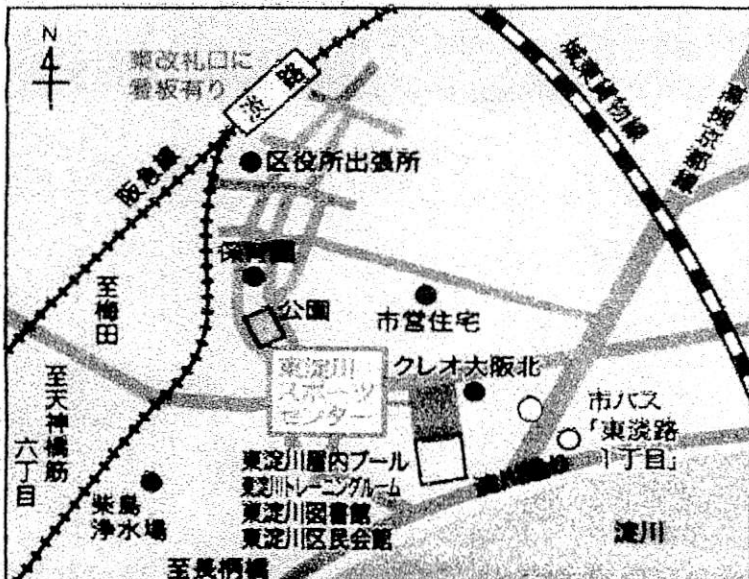 N
東改札口に
看板有り
淡路
城東貨物線
阪急線
区役所出張所
保育園
至梅田
公園
市営住宅
至天神橋筋
六丁目
東淀川
スポーツ
センター
クレオ大阪北
市バス
「東淡路
一丁目」
東淀川屋内プール
東淀川トレーニングルーム
東淀川図書館
東淀川区民会館
柴島
浄水場
淀川
至長柄橋